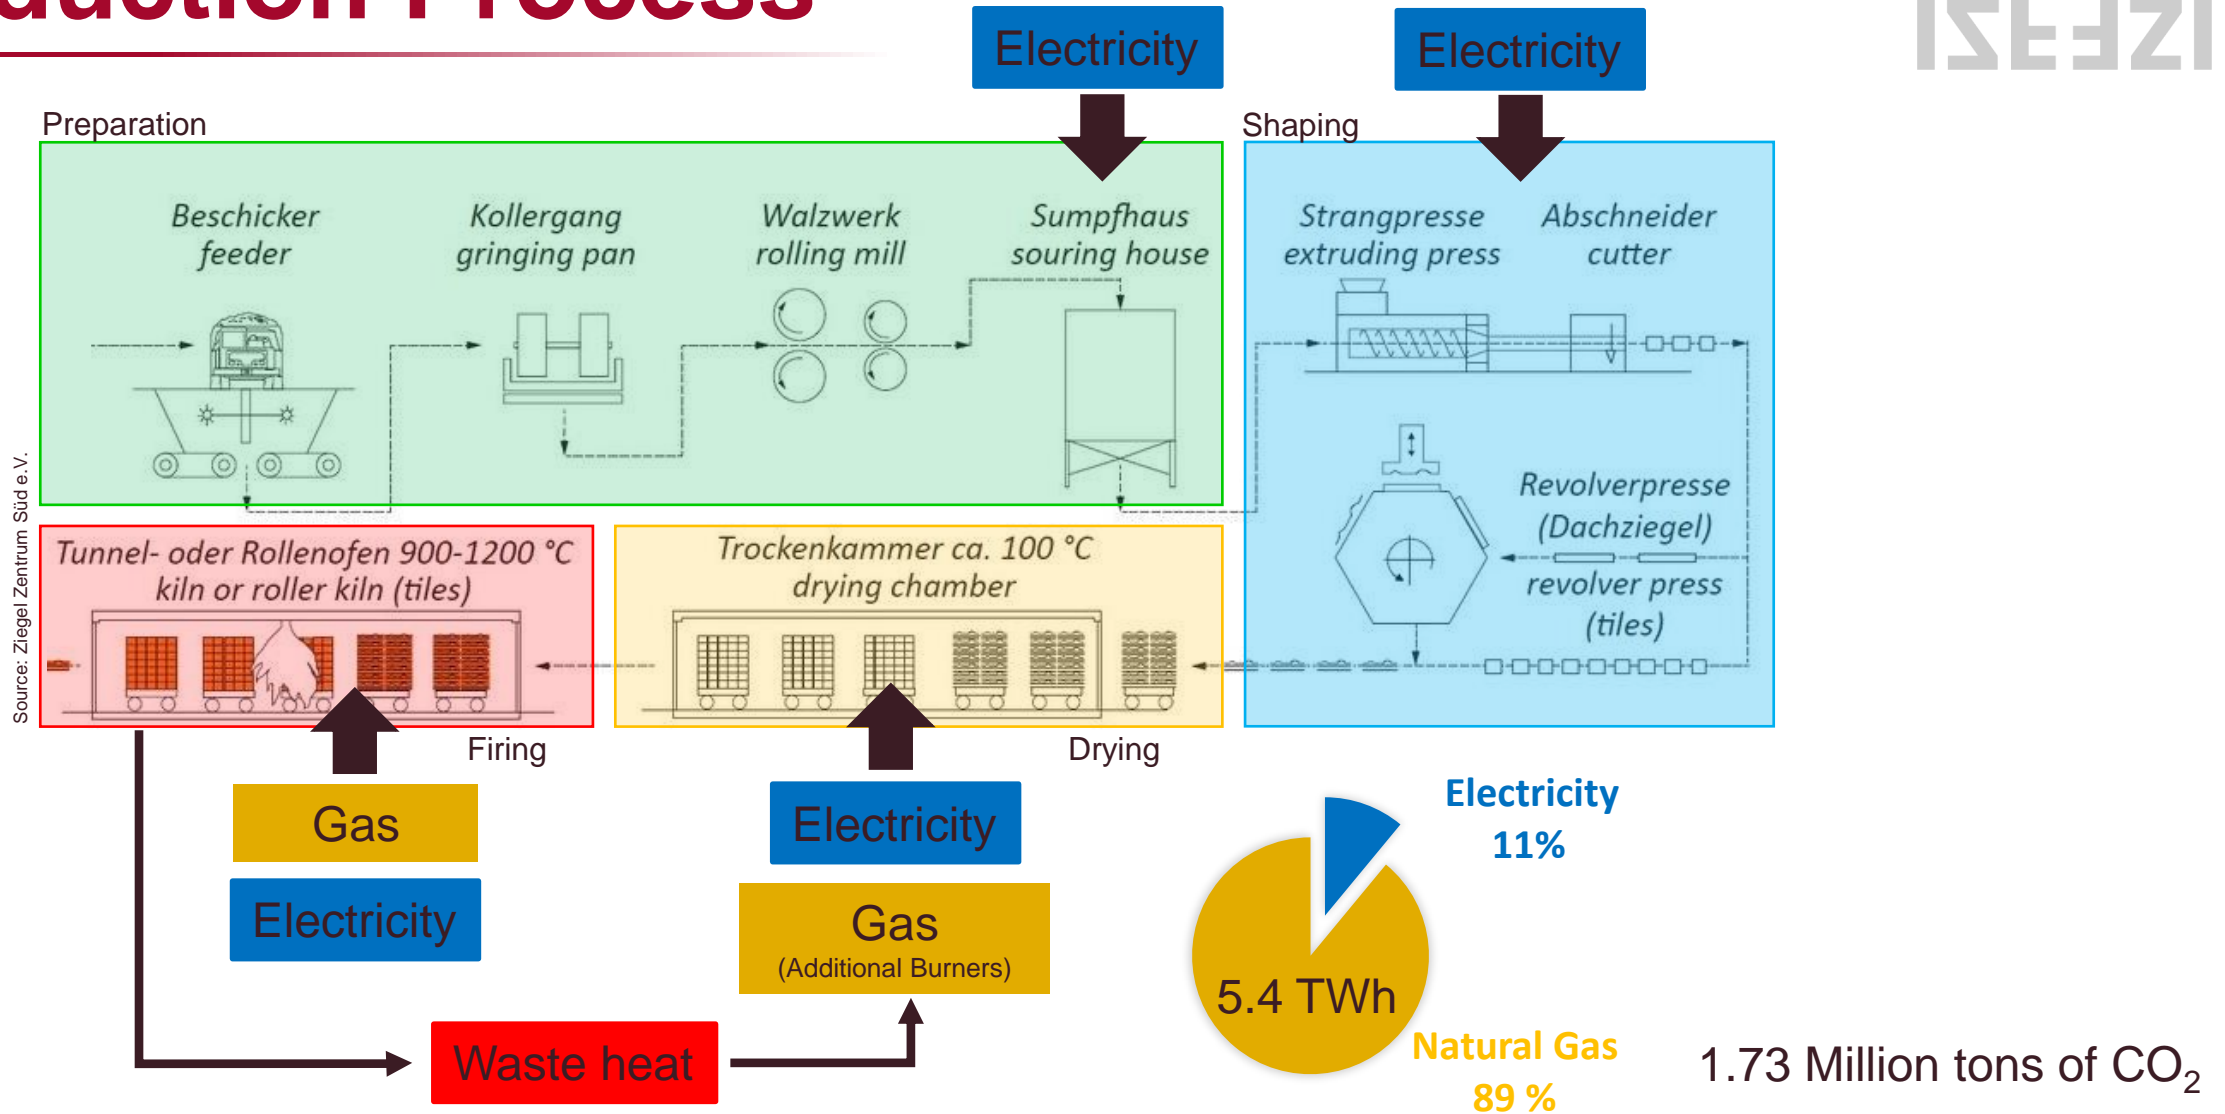 duction Process
Electricity
Electricity
Preparation
Shaping
Beschicker
feeder
Kollergang
gringing pan
Walzwerk
rolling mill
Sumpfhaus
souring house
Strangpresse
extruding press
Abschneider
cutter
Revolverpresse
(Dachziegel)
revolver press
(tiles)
Source: Ziegel Zentrum Süd e.V.
Tunnel- oder Rollenofen 900-1200 °C
kiln or roller kiln (tiles)
Trockenkammer ca. 100 °C
drying chamber
Firing
Drying
Gas
Electricity
Electricity
Gas
(Additional Burners)
Waste heat
Electricity
11%
5.4 TWh
Natural Gas
89 %
1.73 Million tons of CO₂